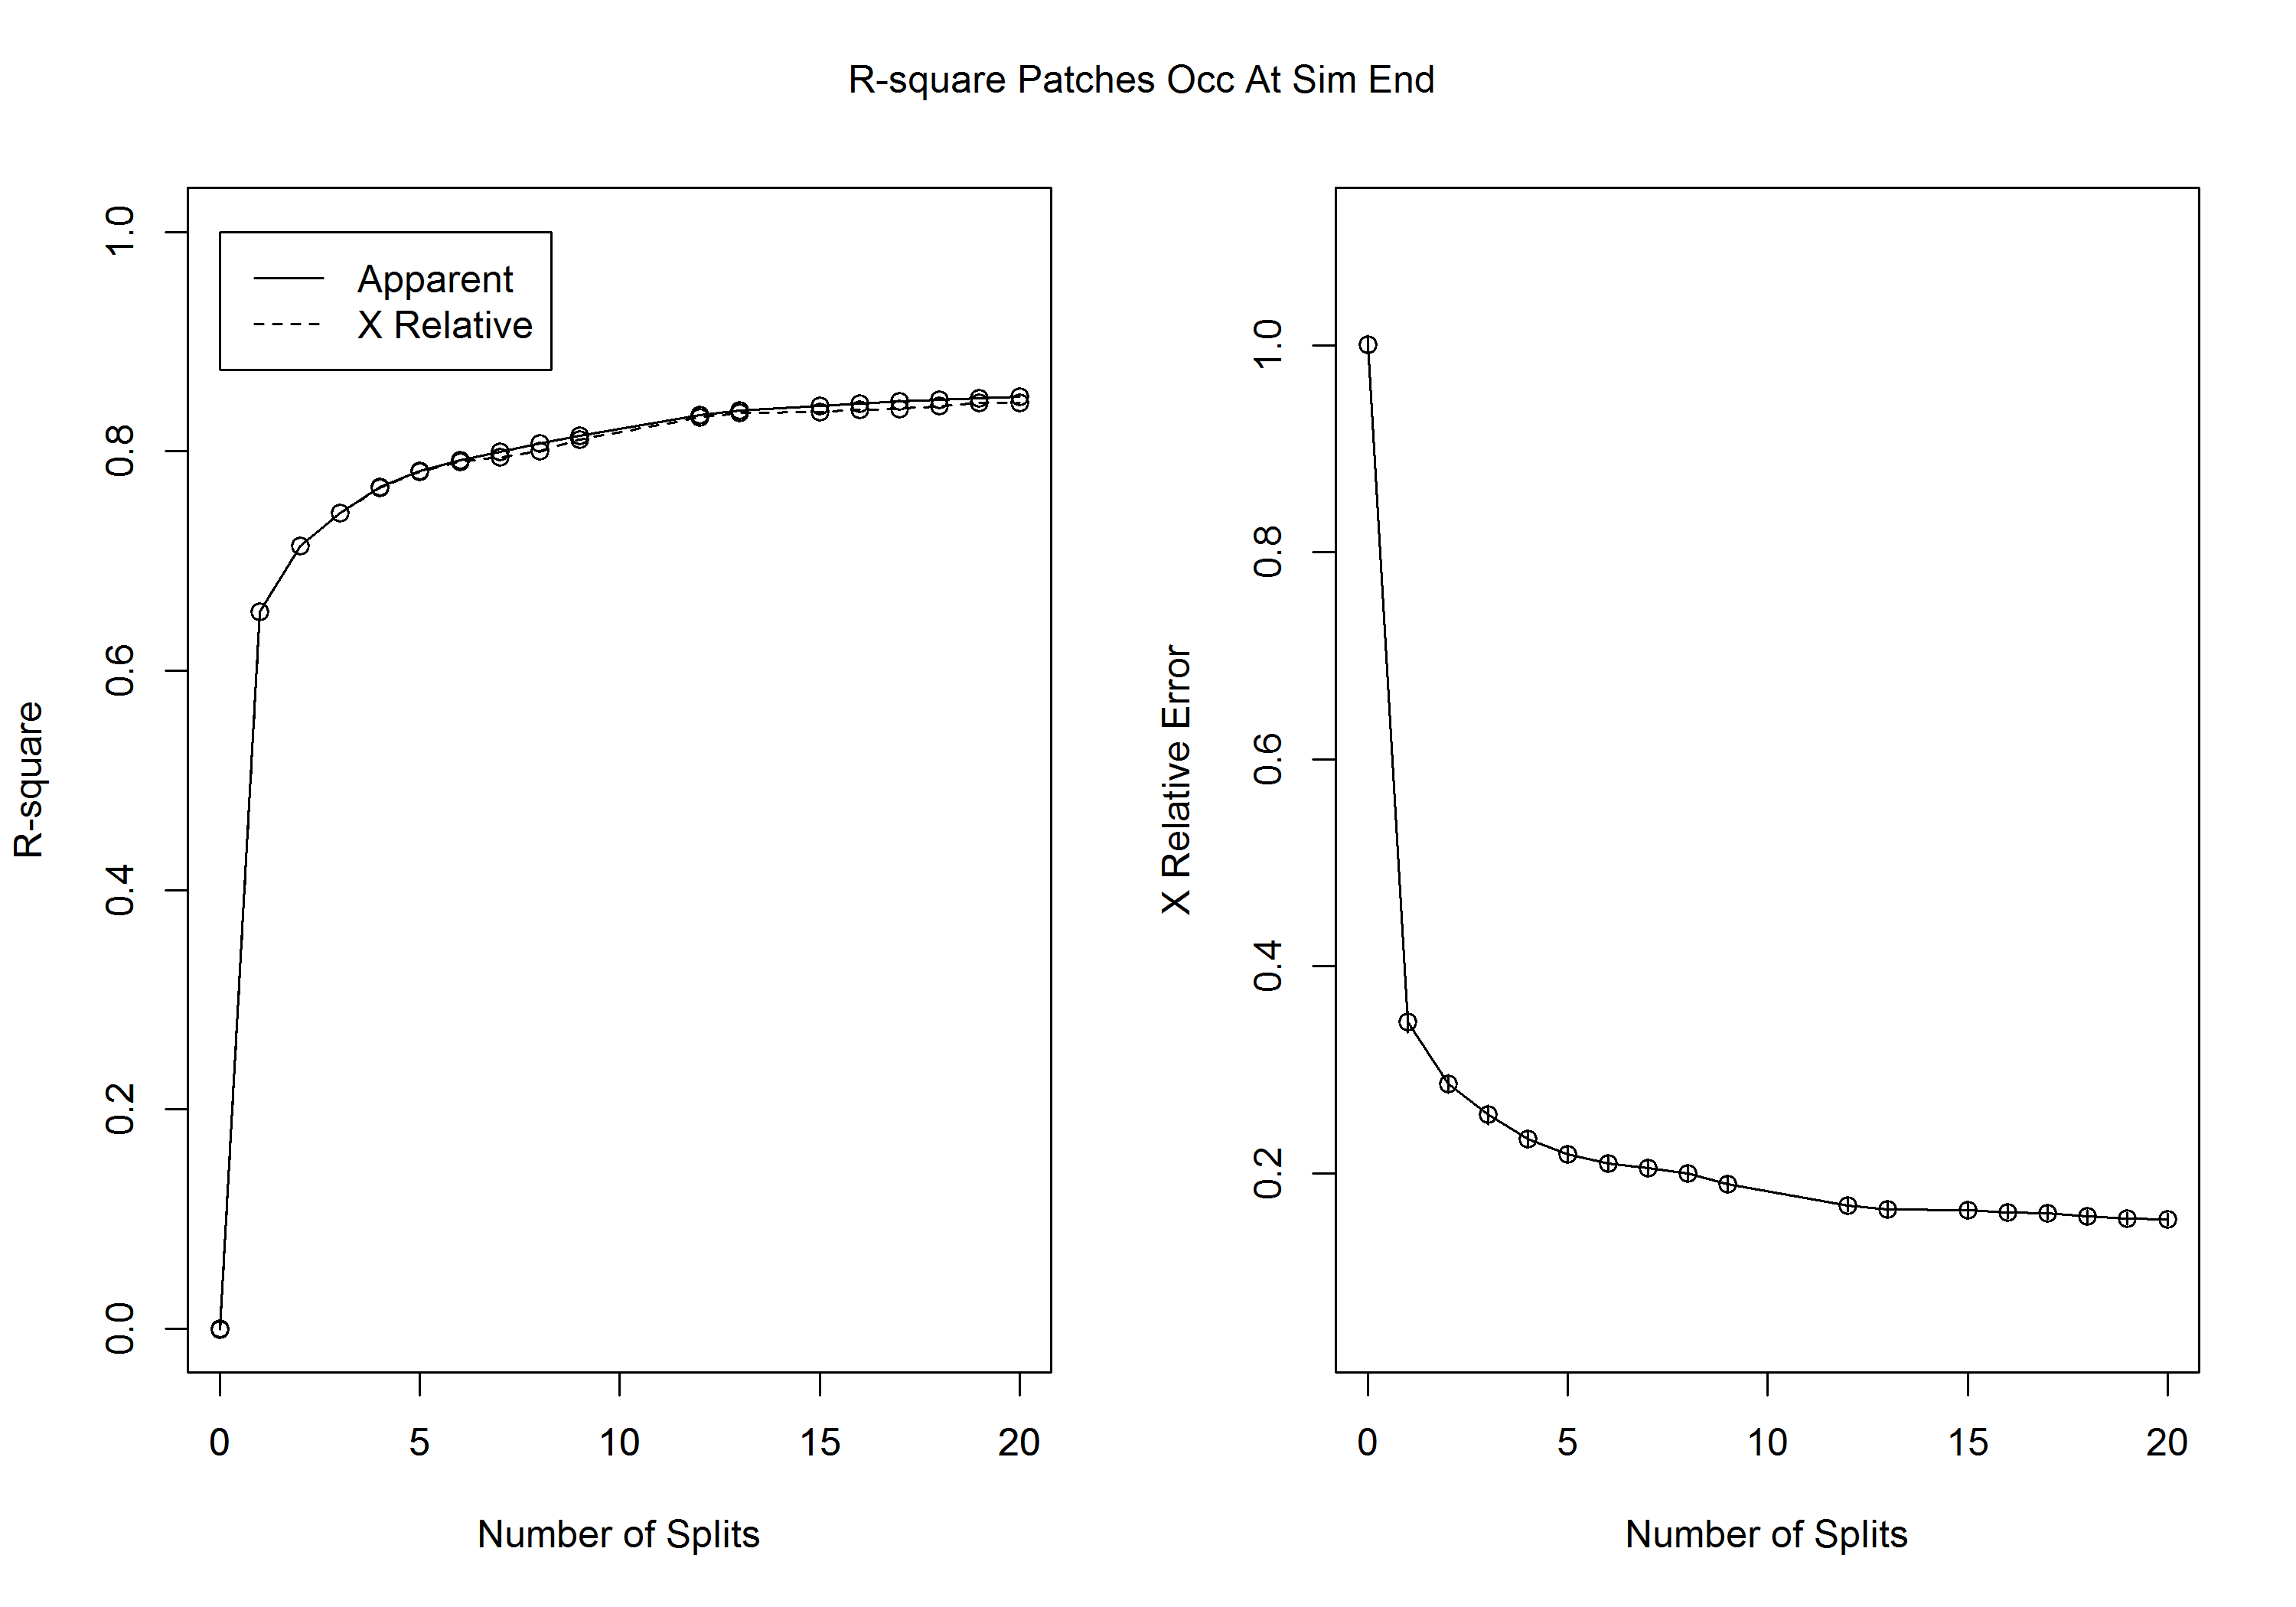 R-square Patches Occ At Sim End
R-square
1.0
0.8
0.6
0.4
0.2
0.0
Apparent
X Relative
0 5 10 15 20
Number of Splits
X Relative Error
1.0
0.8
0.6
0.4
0.2
0 5 10 15 20
Number of Splits